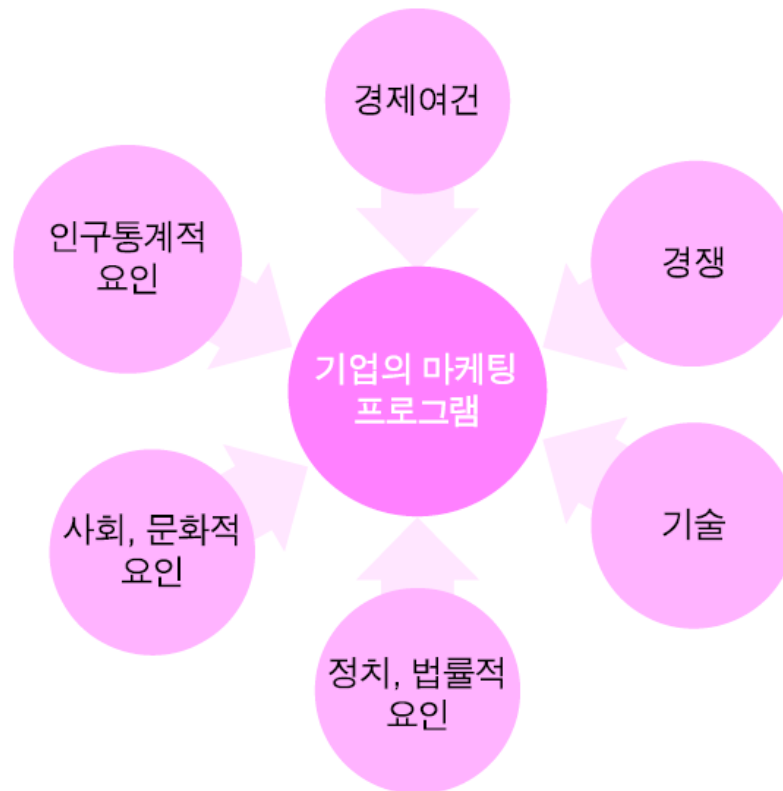 경제여건
인구통계적
요인
경쟁
기업의 마케팅
프로그램
사회, 문화적
요인
기술
정치, 법률적
요인